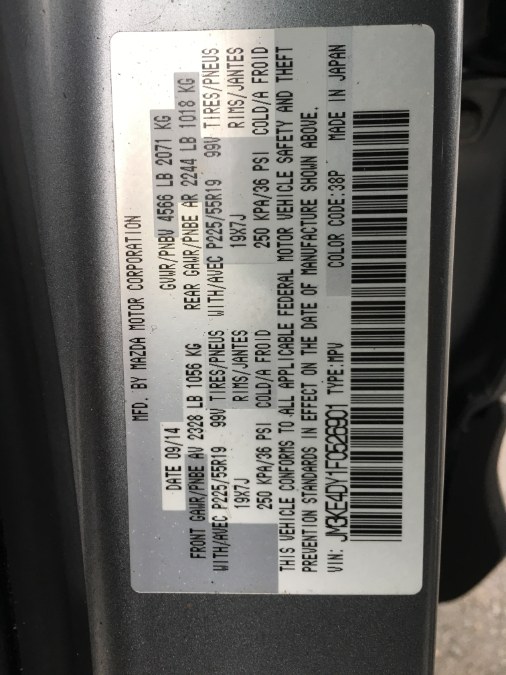 MFD. BY MAZDA MOTOR CORPORATION
DATE 09/14 GVWR/PNBV 4566 LB 2071 KG
FRONT GAWR/PNBE AV 2328 LB 1056 KG REAR GAWR/PNBE AR 2244 LB 1018 KG
WITH/AVEC P225/55R19 99V TIRES/PNEUS WITH/AVEC P225/55R19 99V TIRES/PNEUS
19X7J RIMS/JANTES 19X7J RIMS/JANTES
250 KPA/36 PSI COLD/A FROID 250 KPA/36 PSI COLD/A FROID
THIS VEHICLE CONFORMS TO ALL APPLICABLE FEDERAL MOTOR VEHICLE SAFETY AND THEFT
PREVENTION STANDARDS IN EFFECT ON THE DATE OF MANUFACTURE SHOWN ABOVE.
VIN: JM3KE4DY1F0526901 TYPE:MPV COLOR CODE:38P MADE IN JAPAN